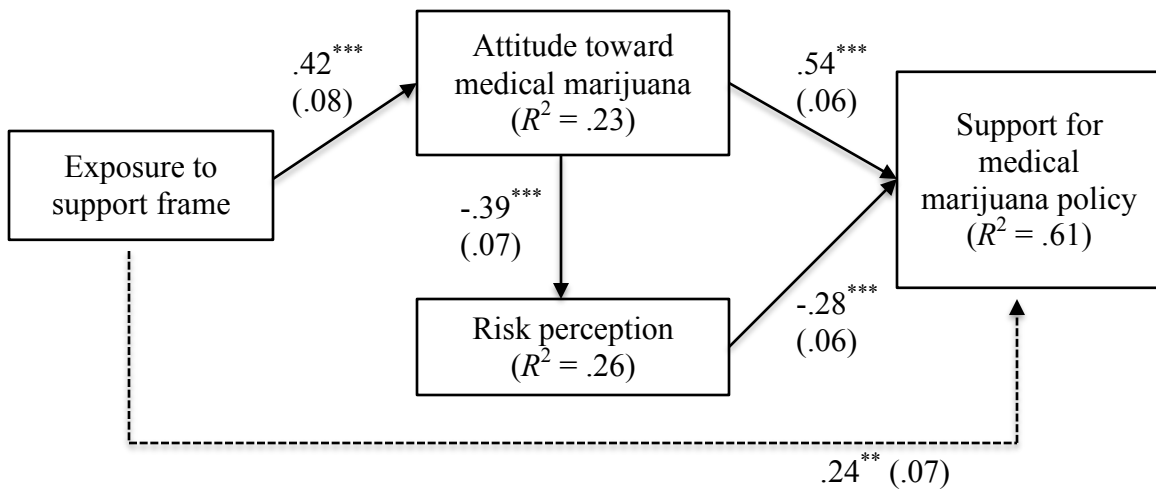 Exposure to
support frame
.42***
(.08)
Attitude toward
medical marijuana
(R² = .23)
-.39***
(.07)
Risk perception
(R² = .26)
.54***
(.06)
-.28***
(.06)
Support for
medical
marijuana policy
(R² = .61)
.24** (.07)